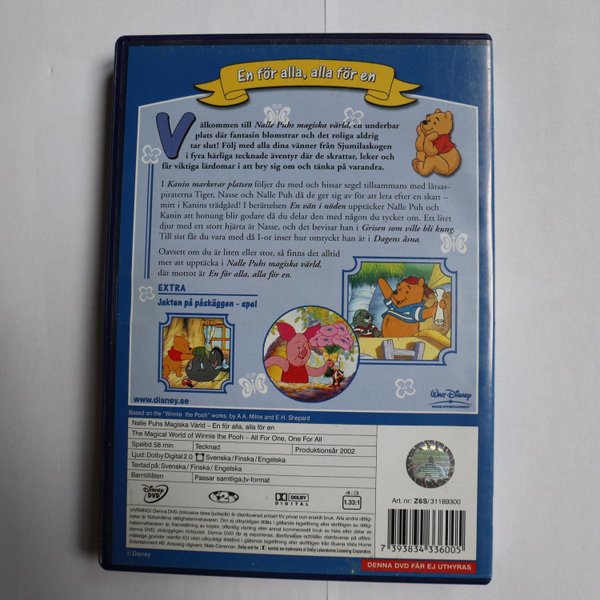 En för alla, alla för en
Välkommen till Nalle Puhs magiska värld, en underbar
plats där fantasin blomstrar och det roliga aldrig
tar slut! Följ med alla dina vänner från Sjumilaskogen
i fyra härliga tecknade äventyr där de skrattar, leker och
får viktiga lärdomar i att bry sig om och tänka på varandra.
I Kanin markerar platsen följer du med och hissar segel tillsammans med låtsas-
piraterna Tiger, Nasse och Nalle Puh då de ger sig av för att leta efter en skatt –
mitt i Kanins trädgård! I berättelsen En vän i nöden upptäcker Nalle Puh och
Kanin att honung blir godare då du delar den med någon du tycker om. Ett litet
djur med ett stort hjärta är Nasse, och det bevisar han i Grisen som ville bli kung.
Till sist får du vara med då I-or inser hur omtyckt han är i Dagens åsna.
Oavsett om du är liten eller stor, så finns det alltid
mer att upptäcka i Nalle Puhs magiska värld,
där mottot är En för alla, alla för en.
EXTRA
Jakten på påskäggen - spel
www.disney.se
WALT DISNEY
HOME ENTERTAINMENT
Based on the "Winnie the Pooh" works, by A.A. Milne and E.H. Shepard
Nalle Puhs Magiska Värld – En för alla, alla för en
The Magical World of Winnie the Pooh – All For One, One For All
Speltid 56 min Tecknad Produktionsår 2002
Ljud: Dolby Digital 2.0 Svenska/Finska/Engelska
Textad på: Svenska/Finska/Engelska
Barntillåten Passar samtliga tv-format
Disney DVD
2
DOLBY DIGITAL
4:3
1.33:1
Art. nr: Z6S/31189300
7 393834 336005
©Disney
DENNA DVD FÅR EJ UTHYRAS